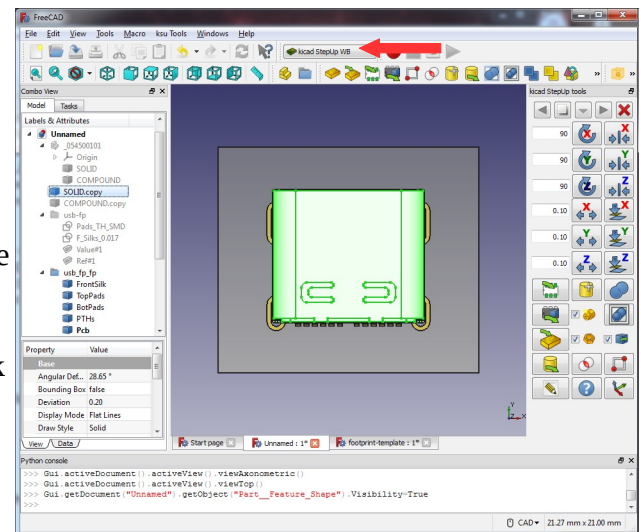 FreeCAD
File Edit View Tools Macro ksu Tools Windows Help
kicad StepUp WB
Combo View
kicad StepUp tools
Model Tasks
Labels & Attributes
Unnamed
_054500101
Origin
SOLID
COMPOUND
SOLID.copy
COMPOUND.copy
usb-fp
Pads_TH_SMD
F_Silks_0.017
Value#1
Ref#1
usb_fp_fp
FrontSilk
TopPads
BotPads
PTHs
Pcb
90 X
90 Y
90 Z
0.10 X X
0.10 Y Y
0.10 Z Z
e
k
Property Value
Base
Angular Def... 28.65 °
Bounding Box false
Deviation 0.20
Display Mode Flat Lines
Draw Style Solid
View Data
Y
Z X
Start page Unnamed : 1* footprint-template : 1*
Python console
>>> Gui.activeDocument().activeView().viewAxonometric()
>>> Gui.activeDocument().activeView().viewTop()
>>> Gui.getDocument("Unnamed").getObject("Part__Feature_Shape").Visibility=True
>>>
CAD 21.27 mm x 21.00 mm